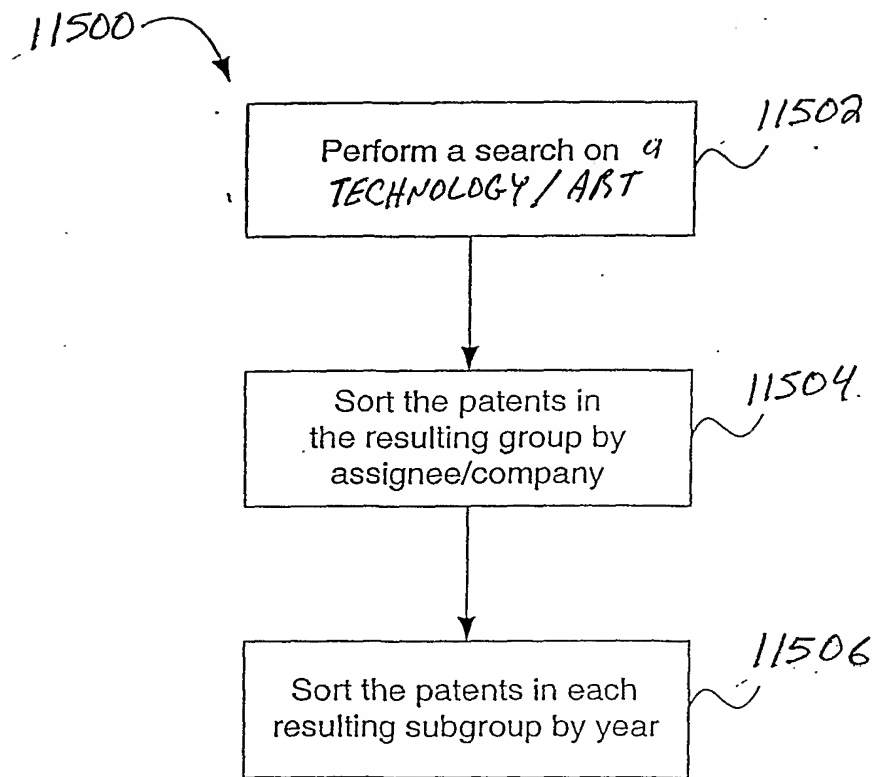 11500
11502
Perform a search on a
TECHNOLOGY / ART
11504.
Sort the patents in
the resulting group by
assignee/company
11506
Sort the patents in each
resulting subgroup by year